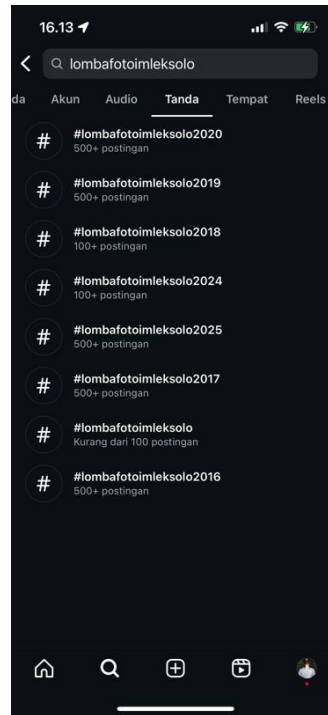 16.13
lombafotoimleksolo
da Akun Audio Tanda Tempat Reels
#lombafotoimleksolo2020
500+ postingan
#lombafotoimleksolo2019
500+ postingan
#lombafotoimleksolo2018
100+ postingan
#lombafotoimleksolo2024
100+ postingan
#lombafotoimleksolo2025
500+ postingan
#lombafotoimleksolo2017
500+ postingan
#lombafotoimleksolo
Kurang dari 100 postingan
#lombafotoimleksolo2016
500+ postingan